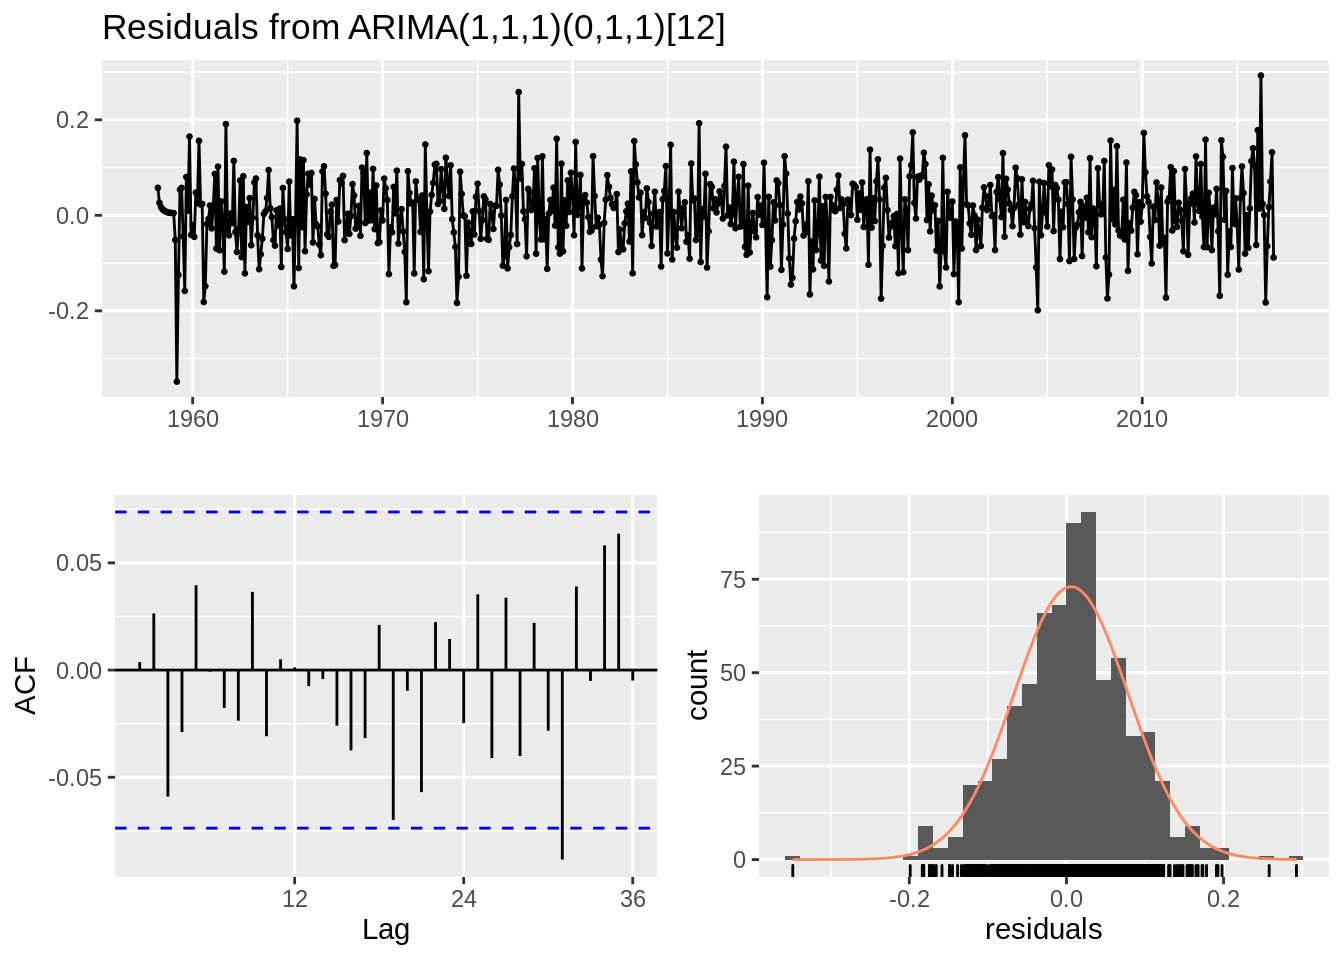 Residuals from ARIMA(1,1,1)(0,1,1)[12]
0.2
0.0
-0.2
1960 1970 1980 1990 2000 2010
ACF
0.05
0.00
-0.05
12 24 36
Lag
count
75
50
25
0
-0.2 0.0 0.2
residuals